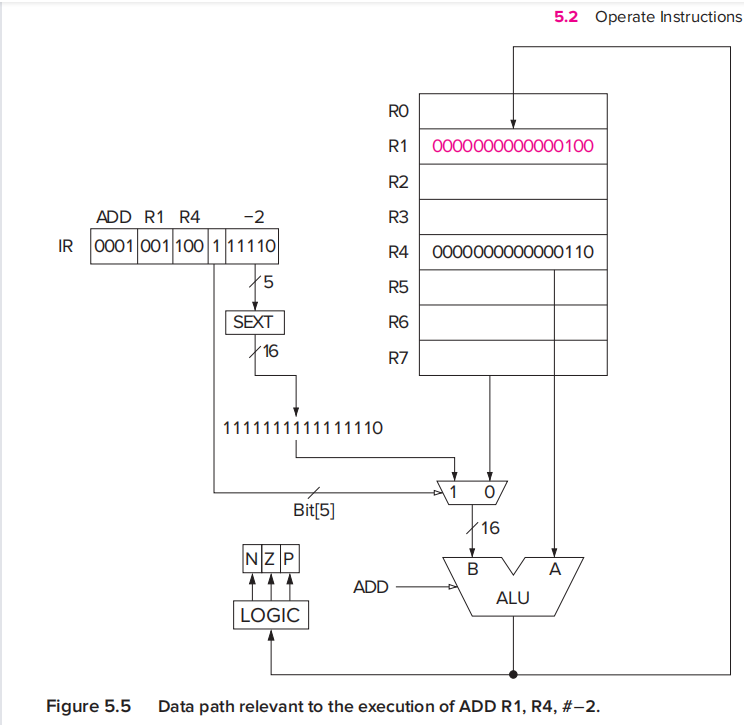 5.2 Operate Instructions
R0
R1 0000000000000100
R2
ADD R1 R4 −2
R3
IR 0001 001 100 1 11110
R4 0000000000000110
5
R5
SEXT
R6
16
R7
1111111111111110
1 0
Bit[5]
16
N Z P
B A
ADD
ALU
LOGIC
Figure 5.5 Data path relevant to the execution of ADD R1, R4, #−2.